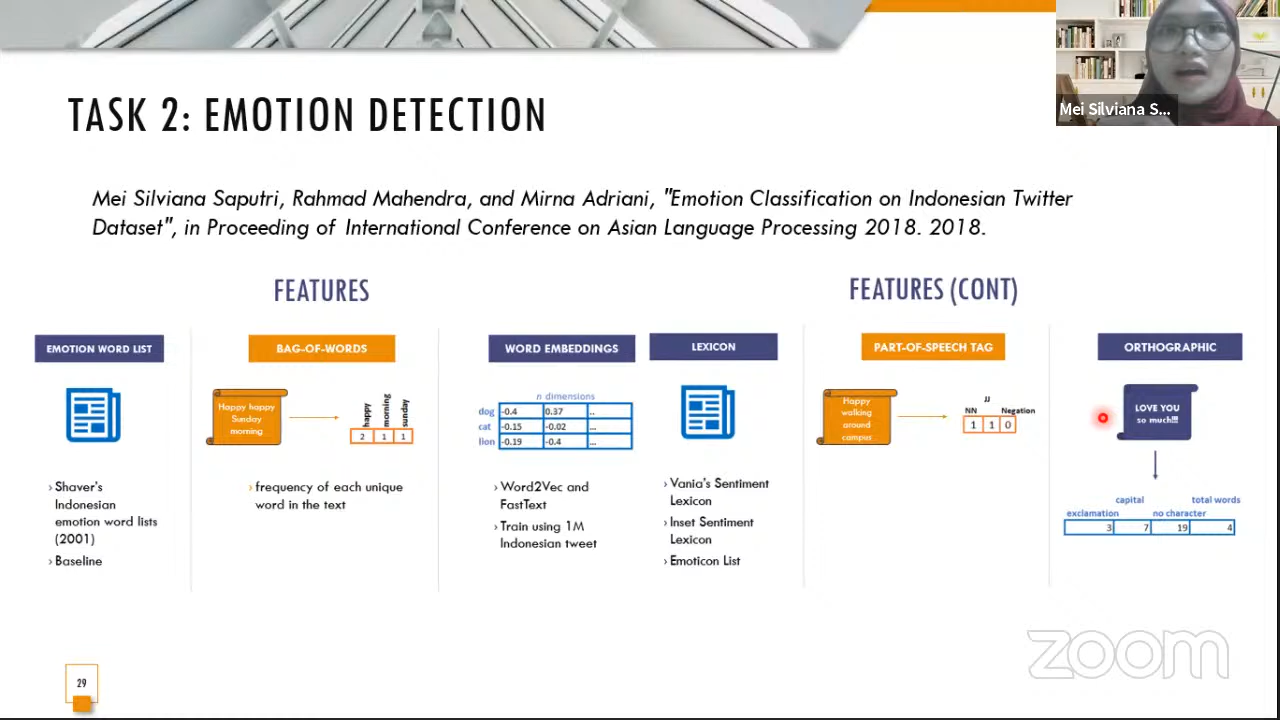 Mei Silviana S...
TASK 2: EMOTION DETECTION
Mei Silviana Saputri, Rahmad Mahendra, and Mirna Adriani, "Emotion Classification on Indonesian Twitter
Dataset", in Proceeding of International Conference on Asian Language Processing 2018. 2018.
FEATURES
EMOTION WORD LIST
› Shaver's
Indonesian
emotion word lists
(2001)
› Baseline
BAG-OF-WORDS
Happy happy
Sunday
morning
happy
morning
sunday
2 1 1
› frequency of each unique
word in the text
WORD EMBEDDINGS
n dimensions
dog -0.4 0.37 ..
cat -0.15 -0.02 ...
lion -0.19 -0.4 ...
› Word2Vec and
FastText
› Train using 1M
Indonesian tweet
FEATURES (CONT)
LEXICON
› Vania's Sentiment
Lexicon
› Inset Sentiment
Lexicon
› Emoticon List
PART-OF-SPEECH TAG
Happy
walking
around
campus
JJ
NN Negation
1 1 0
ORTHOGRAPHIC
LOVE YOU
so much!!!
capital total words
exclamation no character
3 7 19 4
zoom
29